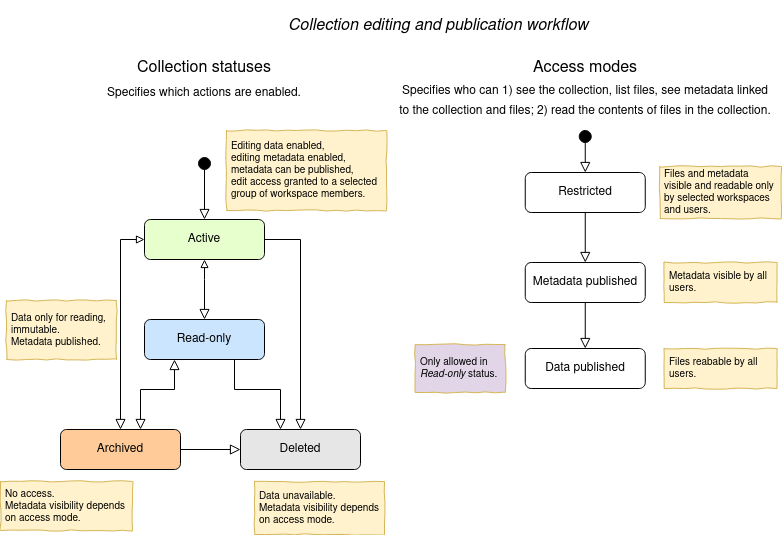 Collection editing and publication workflow
Collection statuses
Specifies which actions are enabled.
Editing data enabled,
editing metadata enabled,
metadata can be published,
edit access granted to a selected
group of workspace members.
Active
Data only for reading,
immutable.
Metadata published.
Read-only
Archived
Deleted
No access.
Metadata visibility depends
on access mode.
Data unavailable.
Metadata visibility depends
on access mode.
Access modes
Specifies who can 1) see the collection, list files, see metadata linked
to the collection and files; 2) read the contents of files in the collection.
Restricted
Files and metadata
visible and readable only
by selected workspaces
and users.
Metadata published
Metadata visible by all
users.
Only allowed in
Read-only status.
Data published
Files reabable by all
users.